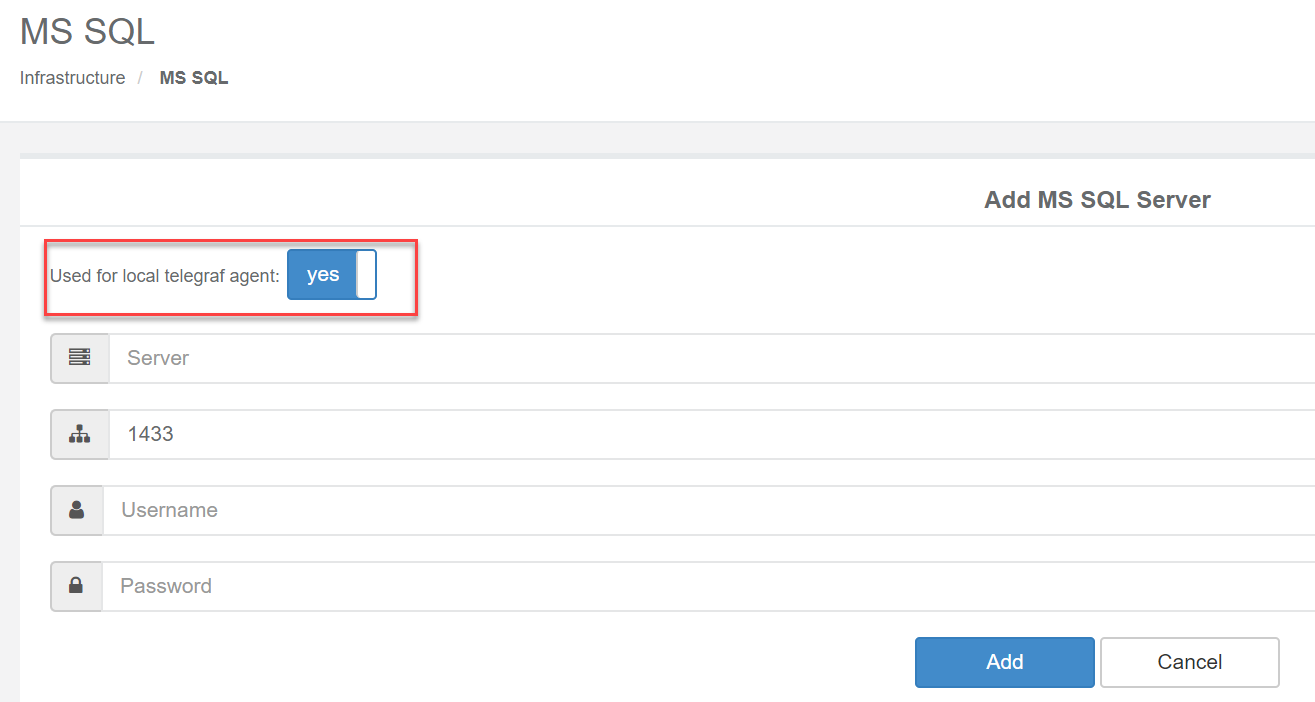 MS SQL
Infrastructure / MS SQL
Add MS SQL Server
Used for local telegraf agent: yes
Server
1433
Username
Password
Add Cancel